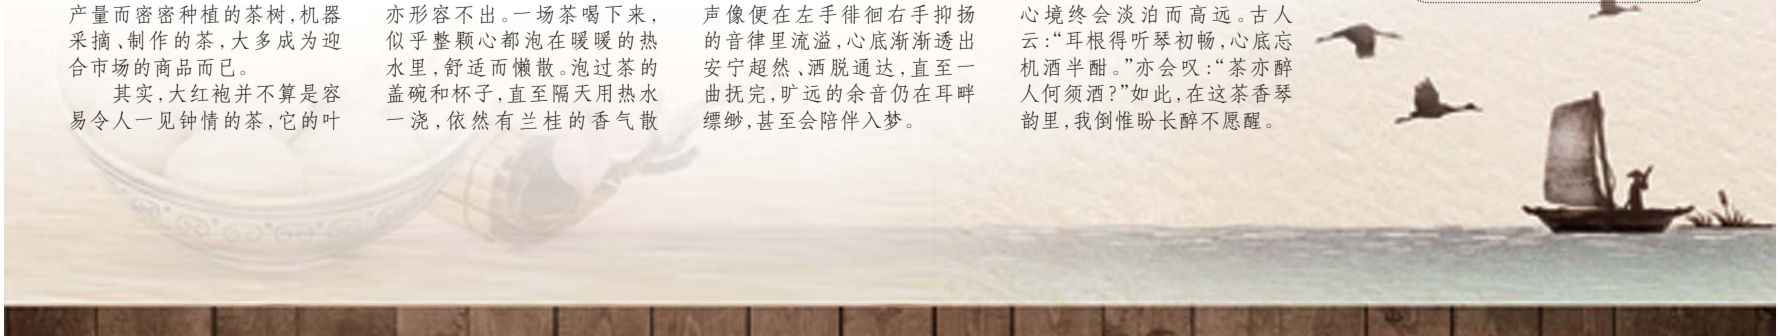 产量而密密种植的茶树,机器
采摘、制作的茶,大多成为迎
合市场的商品而已。
其实,大红袍并不算是容
易令人一见钟情的茶,它的叶
亦形容不出。一场茶喝下来,
似乎整颗心都泡在暖暖的热
水里,舒适而懒散。泡过茶的
盖碗和杯子,直至隔天用热水
一浇,依然有兰桂的香气散
声像便在左手徘徊右手抑扬
的音律里流溢,心底渐渐透出
安宁超然、洒脱通达,直至一
曲抚完,旷远的余音仍在耳畔
缥缈,甚至会陪伴入梦。
心境终会淡泊而高远。古人
云:“耳根得听琴初畅,心底忘
机酒半酣。”亦会叹:“茶亦醉
人何须酒?”如此,在这茶香琴
韵里,我倒惟盼长醉不愿醒。